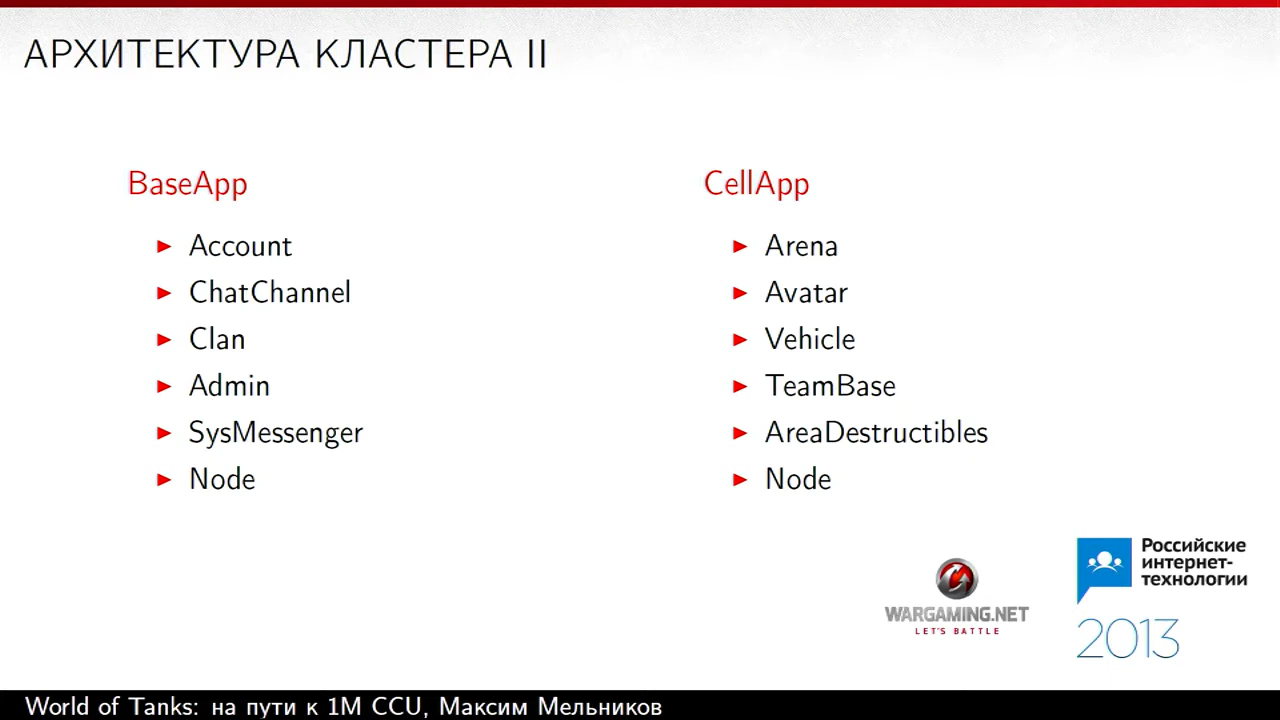 АРХИТЕКТУРА КЛАСТЕРА II
BaseApp
Account
ChatChannel
Clan
Admin
SysMessenger
Node
CellApp
Arena
Avatar
Vehicle
TeamBase
AreaDestructibles
Node
WARGAMING.NET
LET'S BATTLE
Российские
интернет-
технологии
2013
World of Tanks: на пути к 1M CCU, Максим Мельников